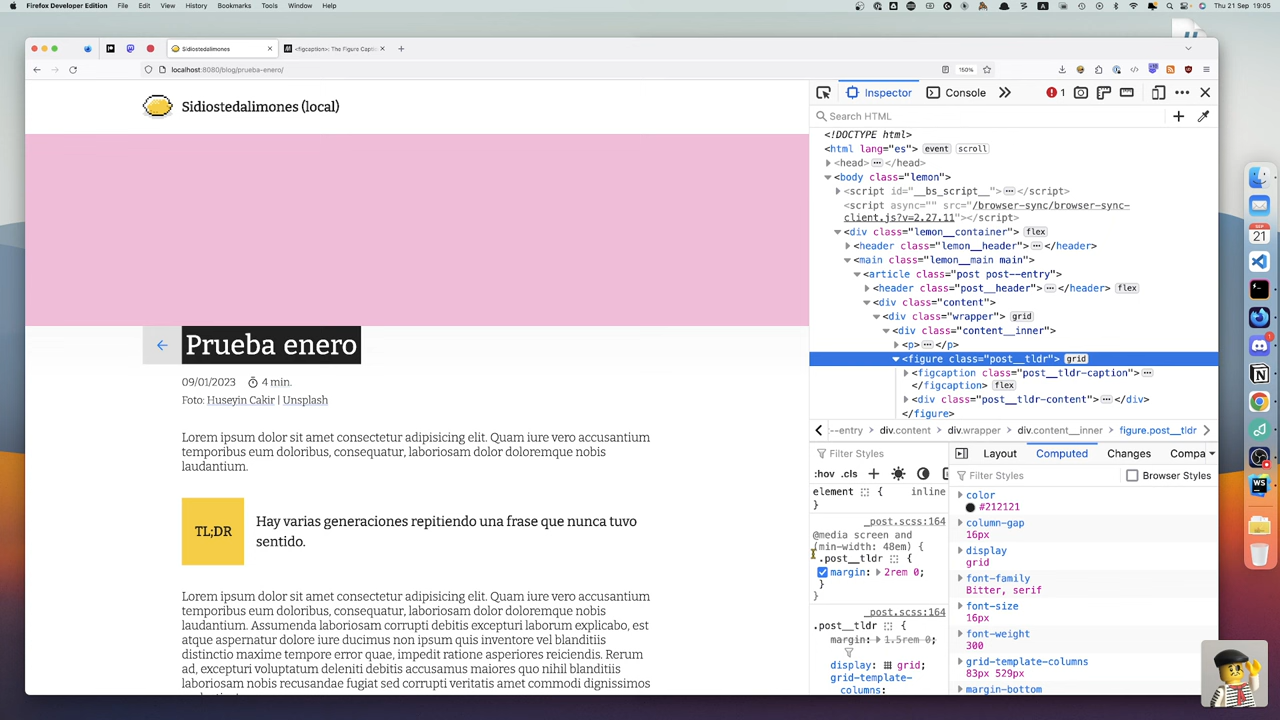 Firefox Developer Edition File Edit View History Bookmarks Tools Window Help
Thu 21 Sep 19:05
Sidiostedalimones
<figcaption>: The Figure Capti
localhost:8080/blog/prueba-enero/
150%
Sidiostedalimones (local)
Prueba enero
09/01/2023 4 min.
Foto: Huseyin Cakir | Unsplash
Lorem ipsum dolor sit amet consectetur adipisicing elit. Quam iure vero accusantium
temporibus eum doloribus, consequatur, laboriosam dolor doloremque nobis
laudantium.
TL;DR
Hay varias generaciones repitiendo una frase que nunca tuvo
sentido.
Lorem ipsum dolor sit amet consectetur adipisicing elit. Quam iure vero accusantium
temporibus eum doloribus, consequatur, laboriosam dolor doloremque nobis
laudantium. Assumenda laboriosam corrupti debitis excepturi laborum explicabo, est
atque aspernatur dolore iure ducimus non ipsum quis inventore vel blanditiis
distinctio maxime tempore error quae, impedit ratione asperiores reiciendis. Rerum
ad, excepturi voluptatum deleniti debitis accusamus maiores quo nihil blanditiis
nobis recusandae fugiat sed corrupti eveniet amet commodi dignissimos
Inspector
Console
1
Search HTML
<!DOCTYPE html>
<html lang="es"> event scroll
<head> ••• </head>
<body class="lemon">
<script id="__bs_script__"> ••• </script>
<script async="" src="/browser-sync/browser-sync-
client.js?v=2.27.11"></script>
<div class="lemon__container"> flex
<header class="lemon__header"> ••• </header>
<main class="lemon__main main">
<article class="post post--entry">
<header class="post__header"> ••• </header> flex
<div class="content">
<div class="wrapper"> grid
<div class="content__inner">
<p> ••• </p>
<figure class="post__tldr"> grid
<figcaption class="post__tldr-caption"> •••
</figcaption> flex
<div class="post__tldr-content"> ••• </div>
</figure>
--entry div.content div.wrapper div.content__inner figure.post__tldr
Filter Styles
:hov .cls
element { inline
}
_post.scss:164
@media screen and
(min-width: 48em) {
.post__tldr {
margin: 2rem 0;
}
}
_post.scss:164
.post__tldr {
margin: 1.5rem 0;
display: grid;
grid-template-
columns:
Layout
Computed
Changes
Compa
Filter Styles
Browser Styles
color
#212121
column-gap
16px
display
grid
font-family
Bitter, serif
font-size
16px
font-weight
300
grid-template-columns
83px 529px
margin-bottom
SEP
21
WS